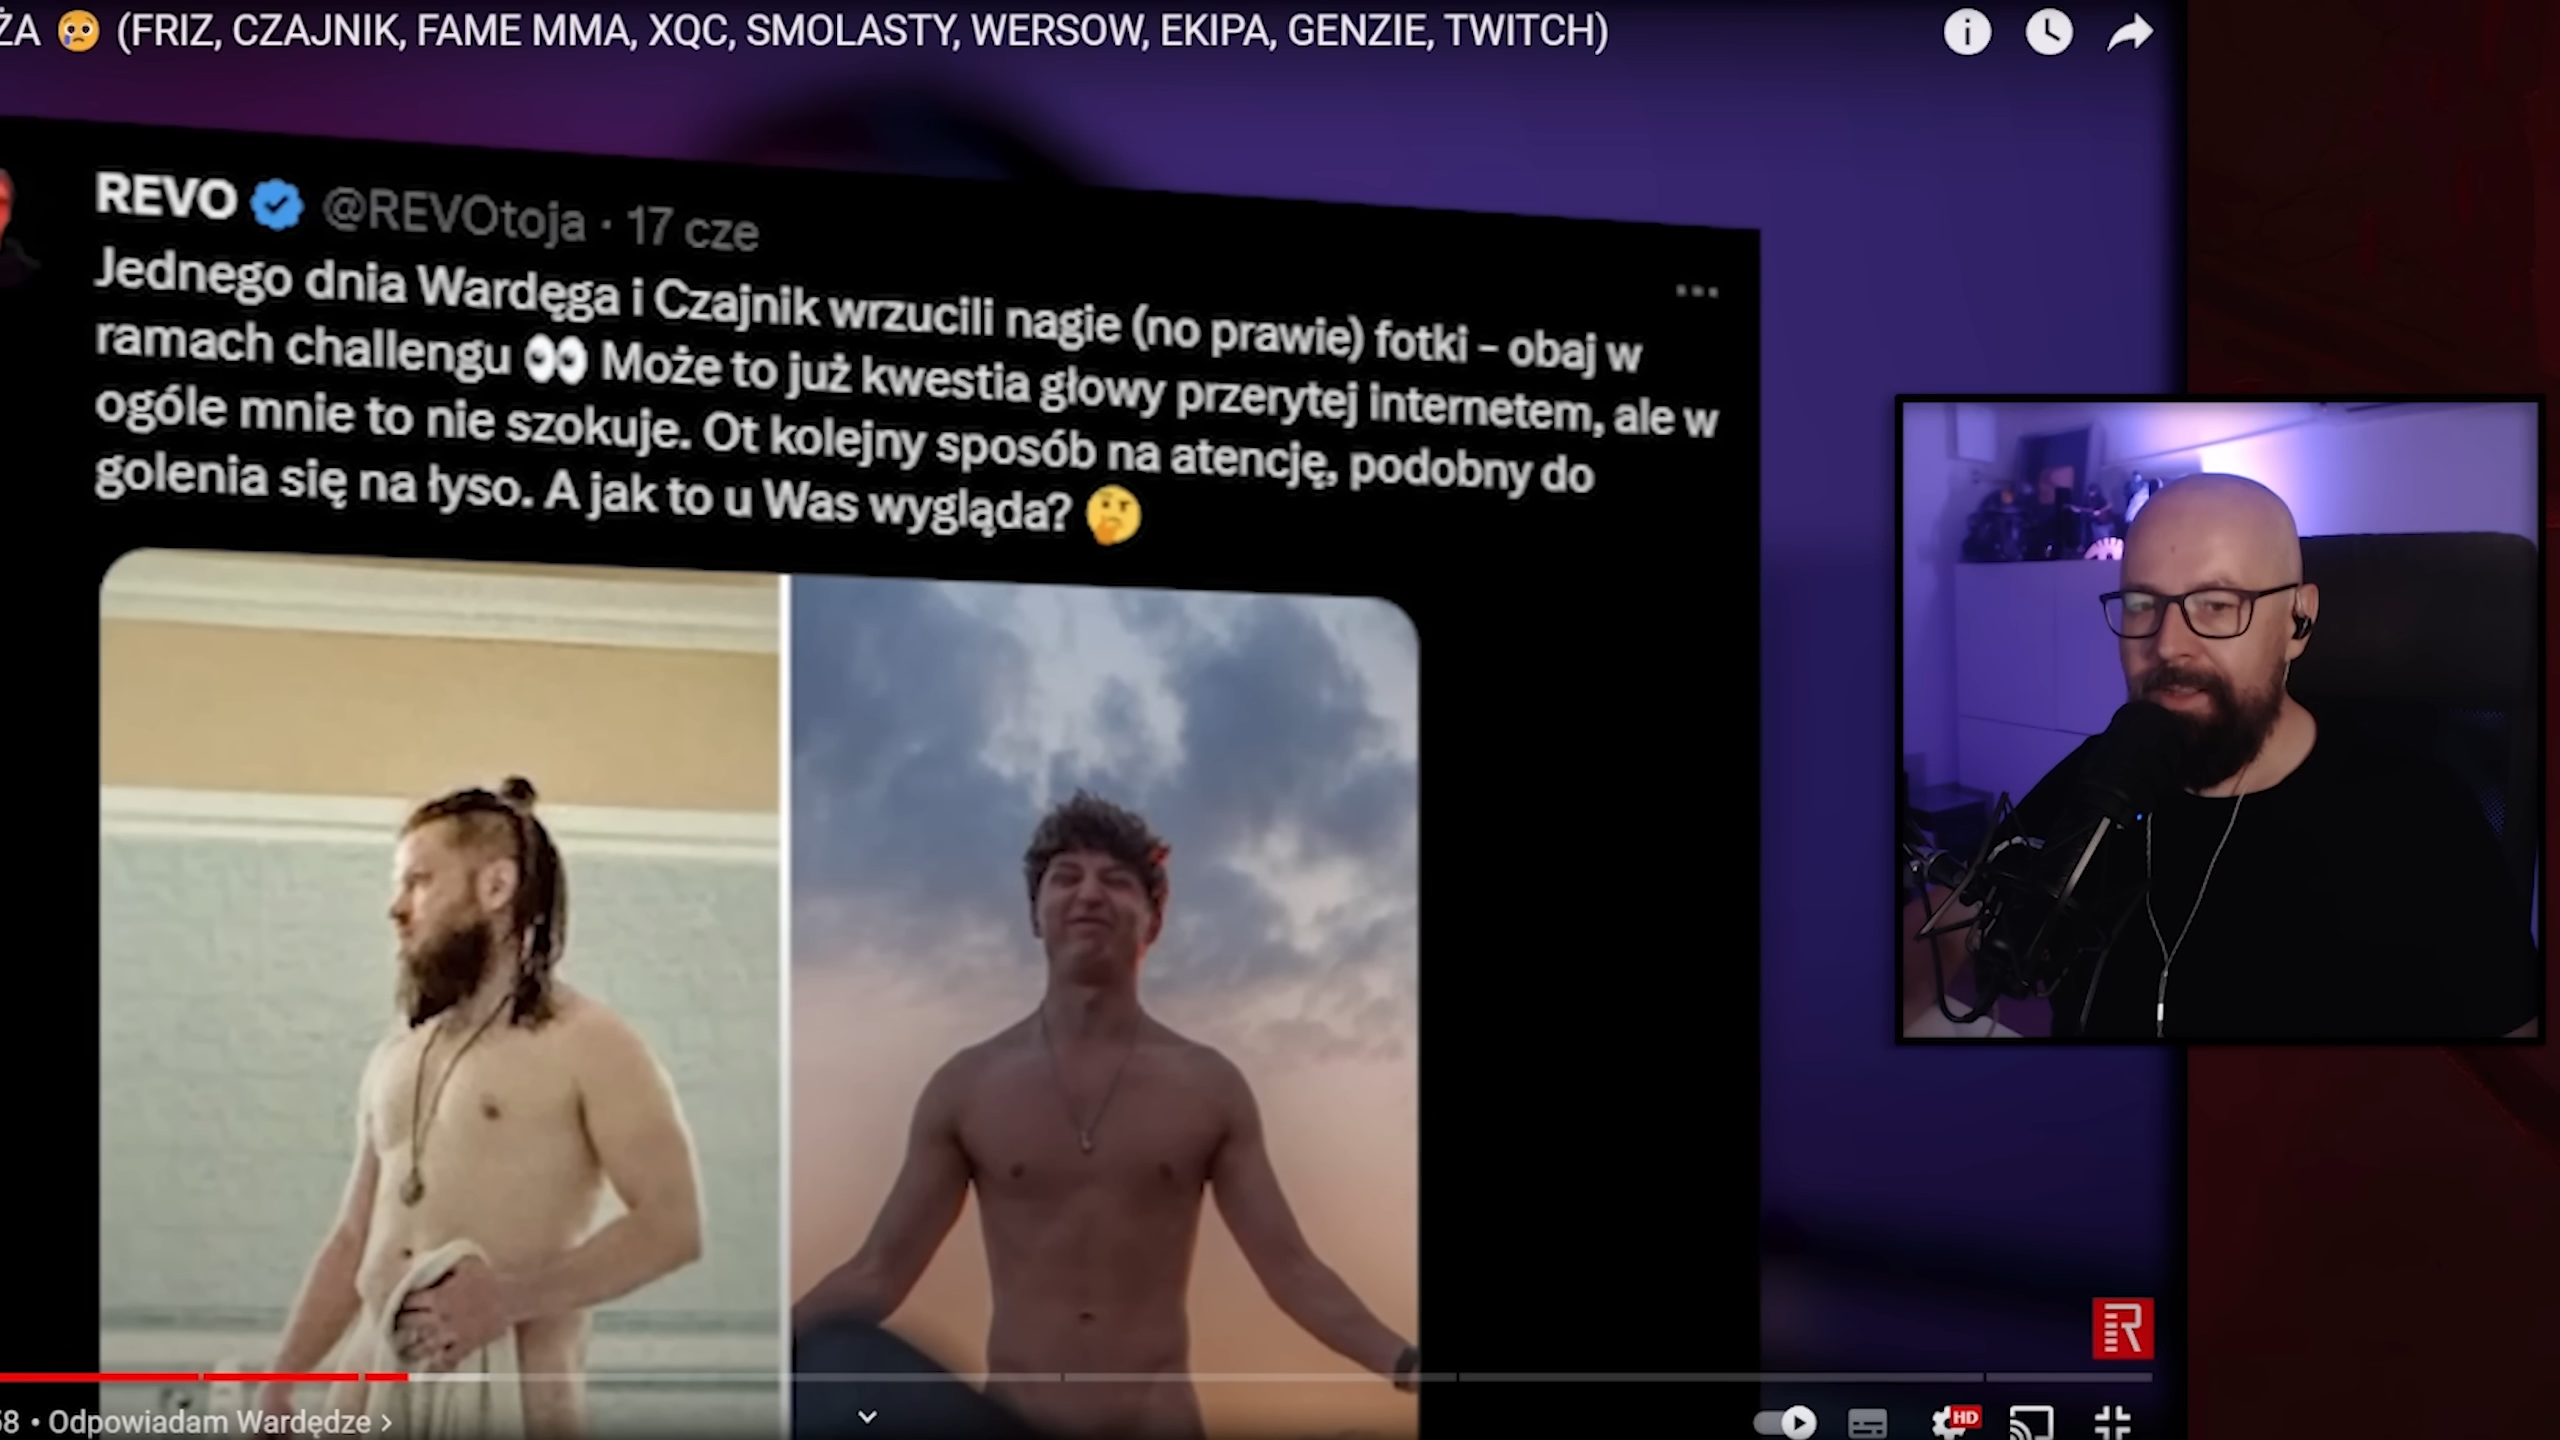 ŻA 😢 (FRIZ, CZAJNIK, FAME MMA, XQC, SMOLASTY, WERSOW, EKIPA, GENZIE, TWITCH)
REVO @REVOtoja · 17 cze
Jednego dnia Wardęga i Czajnik wrzucili nagie (no prawie) fotki – obaj w
ramach challengu 👀 Może to już kwestia głowy przerytej internetem, ale w
ogóle mnie to nie szokuje. Ot kolejny sposób na atencję, podobny do
golenia się na łyso. A jak to u Was wygląda? 🤔
R
58 • Odpowiadam Wardędze >
HD